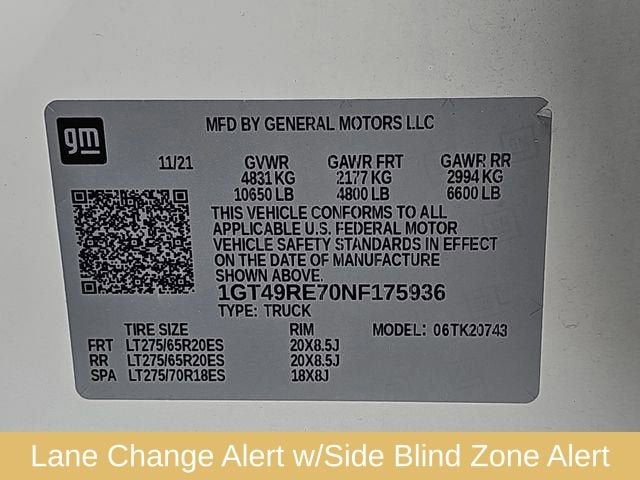 gm
MFD BY GENERAL MOTORS LLC
11/21 GVWR GAWR FRT GAWR RR
4831 KG 2177 KG 2994 KG
10650 LB 4800 LB 6600 LB
THIS VEHICLE CONFORMS TO ALL
APPLICABLE U.S. FEDERAL MOTOR
VEHICLE SAFETY STANDARDS IN EFFECT
ON THE DATE OF MANUFACTURE
SHOWN ABOVE.
1GT49RE70NF175936
TYPE: TRUCK
TIRE SIZE RIM MODEL: 06TK20743
FRT LT275/65R20ES 20X8.5J
RR LT275/65R20ES 20X8.5J
SPA LT275/70R18ES 18X8J
Lane Change Alert w/Side Blind Zone Alert